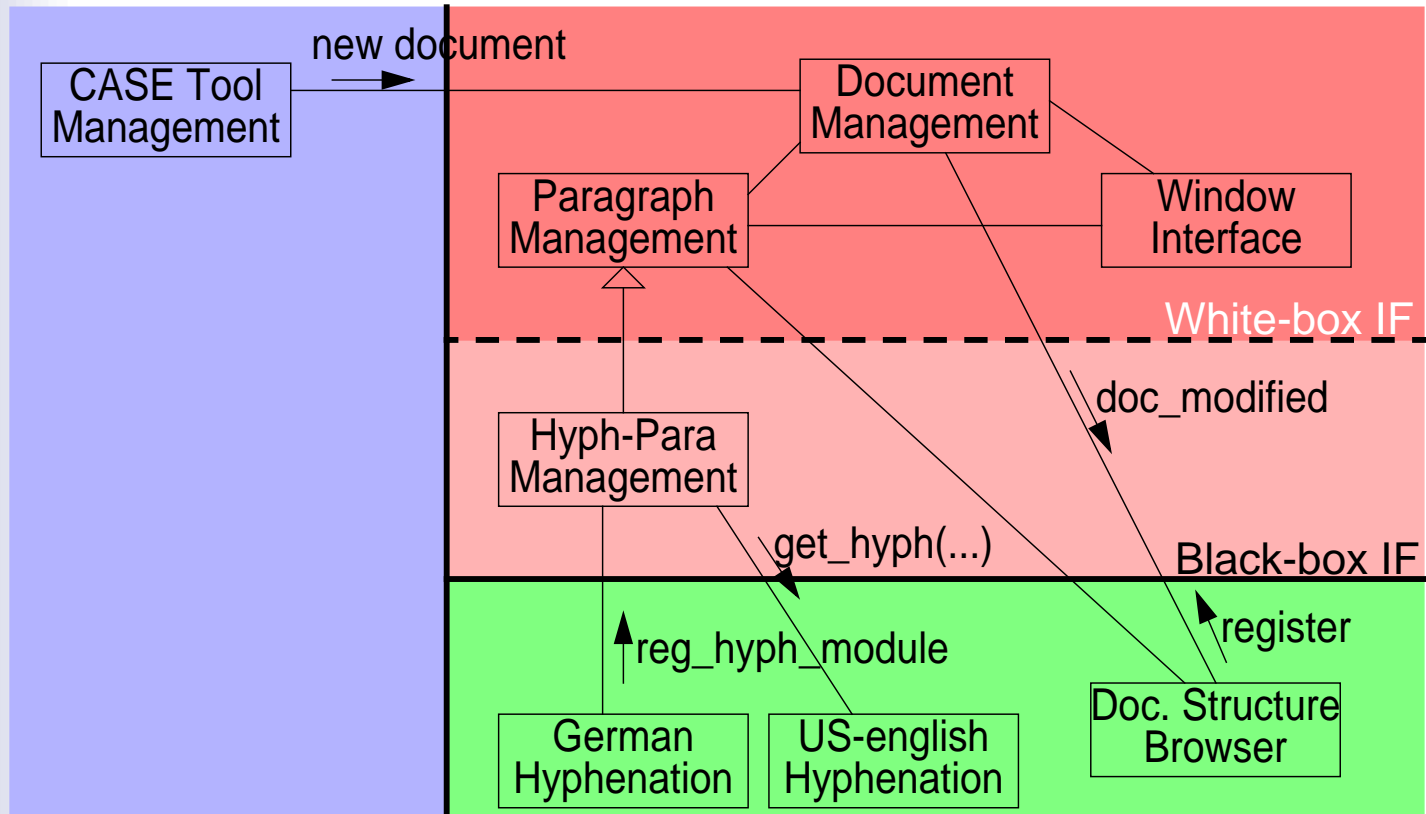 new document
CASE Tool
Management
Document
Management
Paragraph
Management
Window
Interface
White-box IF
doc_modified
Hyph-Para
Management
get_hyph(...)
Black-box IF
register
reg_hyph_module
German
Hyphenation
US-english
Hyphenation
Doc. Structure
Browser